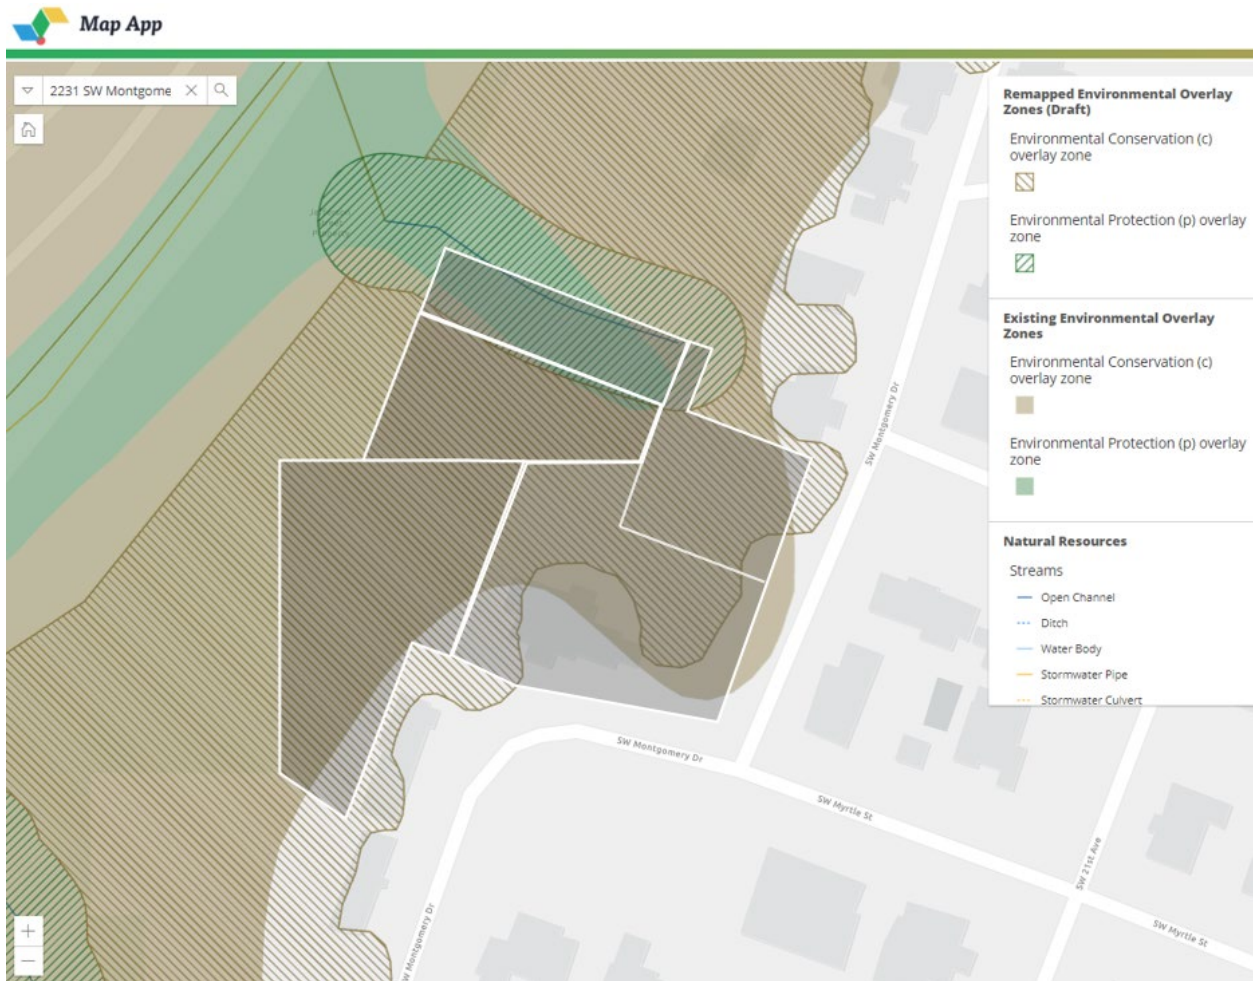 Map App
2231 SW Montgome
Remapped Environmental Overlay
Zones (Draft)
Environmental Conservation (c)
overlay zone
Environmental Protection (p) overlay
zone
Existing Environmental Overlay
Zones
Environmental Conservation (c)
overlay zone
Environmental Protection (p) overlay
zone
Natural Resources
Streams
Open Channel
Ditch
Water Body
Stormwater Pipe
Stormwater Culvert
SW Montgomery Dr
SW Montgomery Dr
SW Myrtle St
SW 21st Ave
SW Myrtle St
SW Montgomery Dr